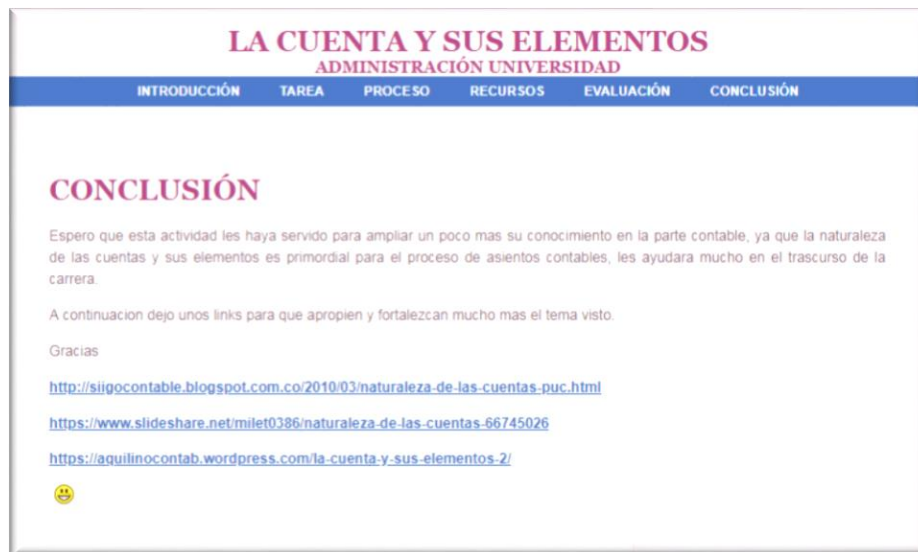 LA CUENTA Y SUS ELEMENTOS
ADMINISTRACIÓN UNIVERSIDAD
INTRODUCCIÓN TAREA PROCESO RECURSOS EVALUACIÓN CONCLUSIÓN
CONCLUSIÓN
Espero que esta actividad les haya servido para ampliar un poco mas su conocimiento en la parte contable, ya que la naturaleza
de las cuentas y sus elementos es primordial para el proceso de asientos contables, les ayudara mucho en el trascurso de la
carrera.
A continuacion dejo unos links para que apropien y fortalezcan mucho mas el tema visto.
Gracias
http://siigocontable.blogspot.com.co/2010/03/naturaleza-de-las-cuentas-puc.html
https://www.slideshare.net/milet0386/naturaleza-de-las-cuentas-66745026
https://aquilinocontab.wordpress.com/la-cuenta-y-sus-elementos-2/